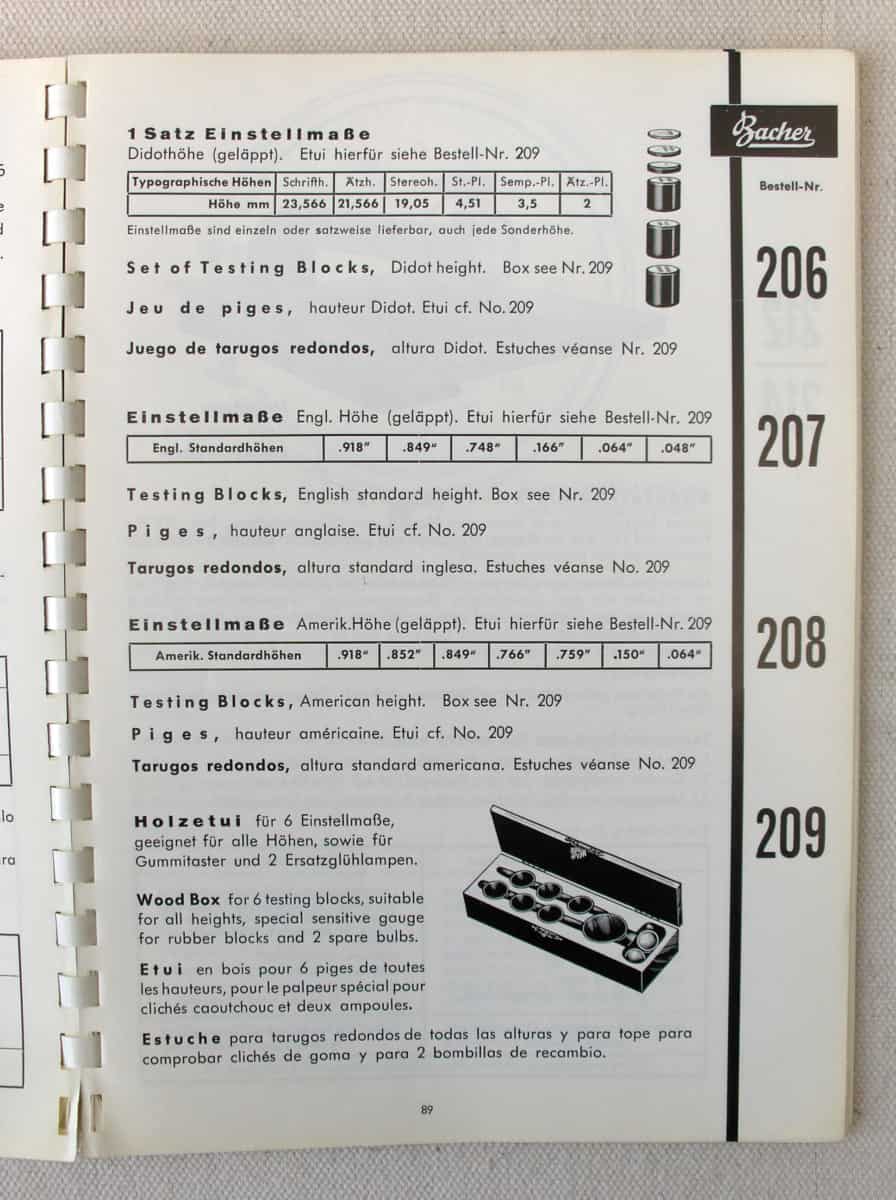 Bacher
Bestell-Nr.
1 Satz Einstellmaße
Didothöhe (geläppt). Etui hierfür siehe Bestell-Nr. 209
Typographische Höhen Schrifth. Ätzh. Stereoh. St.-Pl. Semp.-Pl. Ätz.-Pl.
Höhe mm 23,566 21,566 19,05 4,51 3,5 2
Einstellmaße sind einzeln oder satzweise lieferbar, auch jede Sonderhöhe.
206
Set of Testing Blocks, Didot height. Box see Nr. 209
Jeu de piges, hauteur Didot. Etui cf. No. 209
Juego de tarugos redondos, altura Didot. Estuches véanse Nr. 209
207
Einstellmaße Engl. Höhe (geläppt). Etui hierfür siehe Bestell-Nr. 209
Engl. Standardhöhen .918″ .849″ .748″ .166″ .064″ .048″
Testing Blocks, English standard height. Box see Nr. 209
Piges, hauteur anglaise. Etui cf. No. 209
Tarugos redondos, altura standard inglesa. Estuches véanse No. 209
208
Einstellmaße Amerik.Höhe (geläppt). Etui hierfür siehe Bestell-Nr. 209
Amerik. Standardhöhen .918″ .852″ .849″ .766″ .759″ .150″ .064″
Testing Blocks, American height. Box see Nr. 209
Piges, hauteur américaine. Etui cf. No. 209
Tarugos redondos, altura standard americana. Estuches véanse No. 209
209
Holzetui für 6 Einstellmaße,
geeignet für alle Höhen, sowie für
Gummitaster und 2 Ersatzglühlampen.
Wood Box for 6 testing blocks, suitable
for all heights, special sensitive gauge
for rubber blocks and 2 spare bulbs.
Etui en bois pour 6 piges de toutes
les hauteurs, pour le palpeur spécial pour
clichés caoutchouc et deux ampoules.
Estuche para tarugos redondos de todas las alturas y para tope para
comprobar clichés de goma y para 2 bombillas de recambio.
89